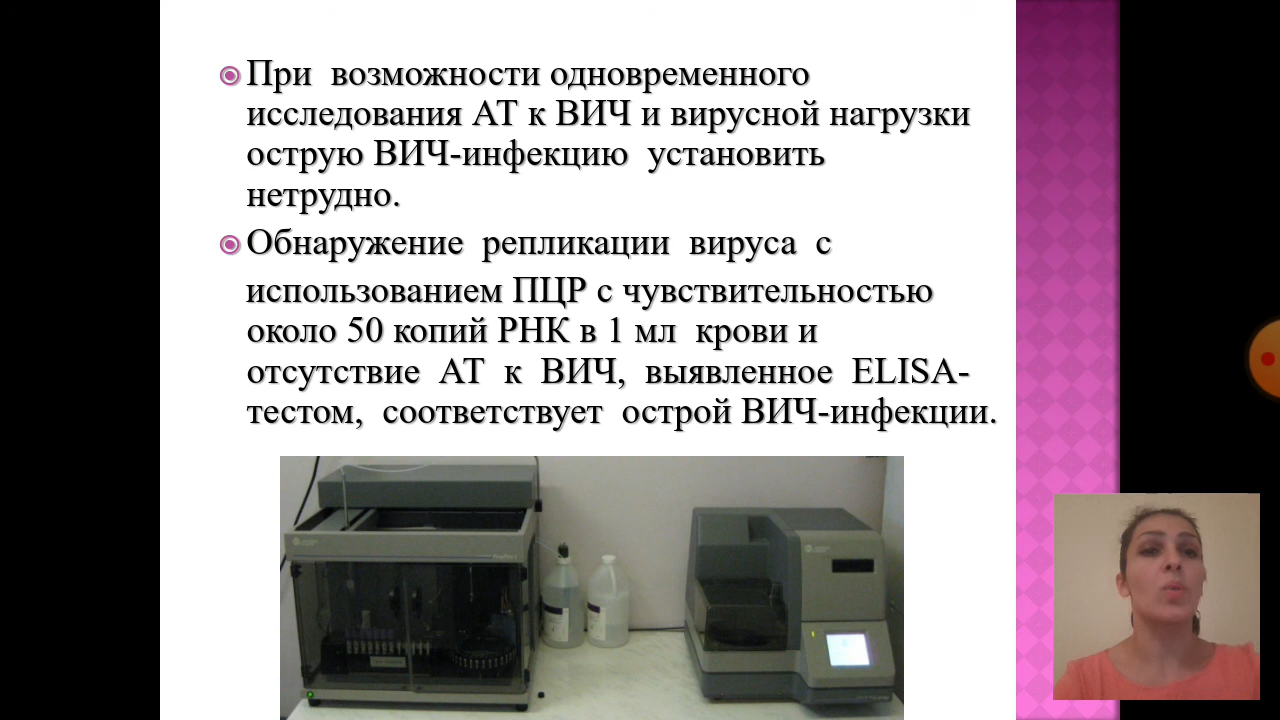 При возможности одновременного
исследования АТ к ВИЧ и вирусной нагрузки
острую ВИЧ-инфекцию установить
нетрудно.
Обнаружение репликации вируса с
использованием ПЦР с чувствительностью
около 50 копий РНК в 1 мл крови и
отсутствие АТ к ВИЧ, выявленное ELISA-
тестом, соответствует острой ВИЧ-инфекции.